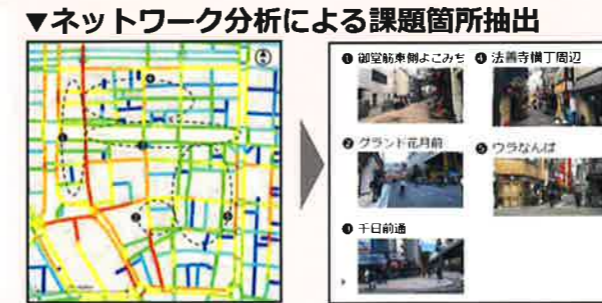 ▼ネットワーク分析による課題箇所抽出
❶ 御堂筋東側よこみち
❹ 法善寺横丁周辺
❷ グランド花月前
❺ ウラなんば
千日前通